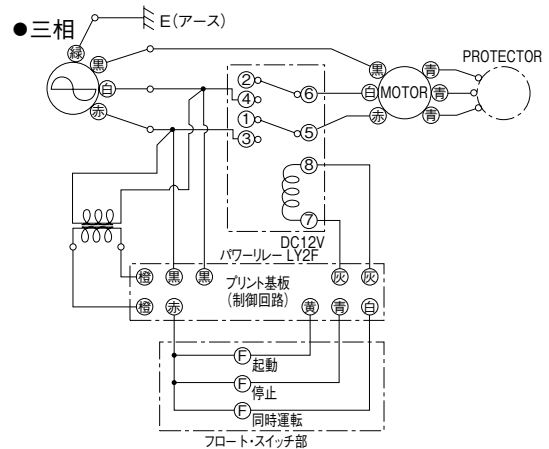 ●三相
E(アース)
緑
黒
白
赤
②
④
①
③
⑥
⑤
⑧
⑦
黒
白
赤
MOTOR
青
青
青
PROTECTOR
DC12V
パワーリレー LY2F
橙
黒
黒
灰
灰
プリント基板
(制御回路)
橙
赤
黄
青
白
F
起動
F
停止
F
同時運転
フロート・スイッチ部